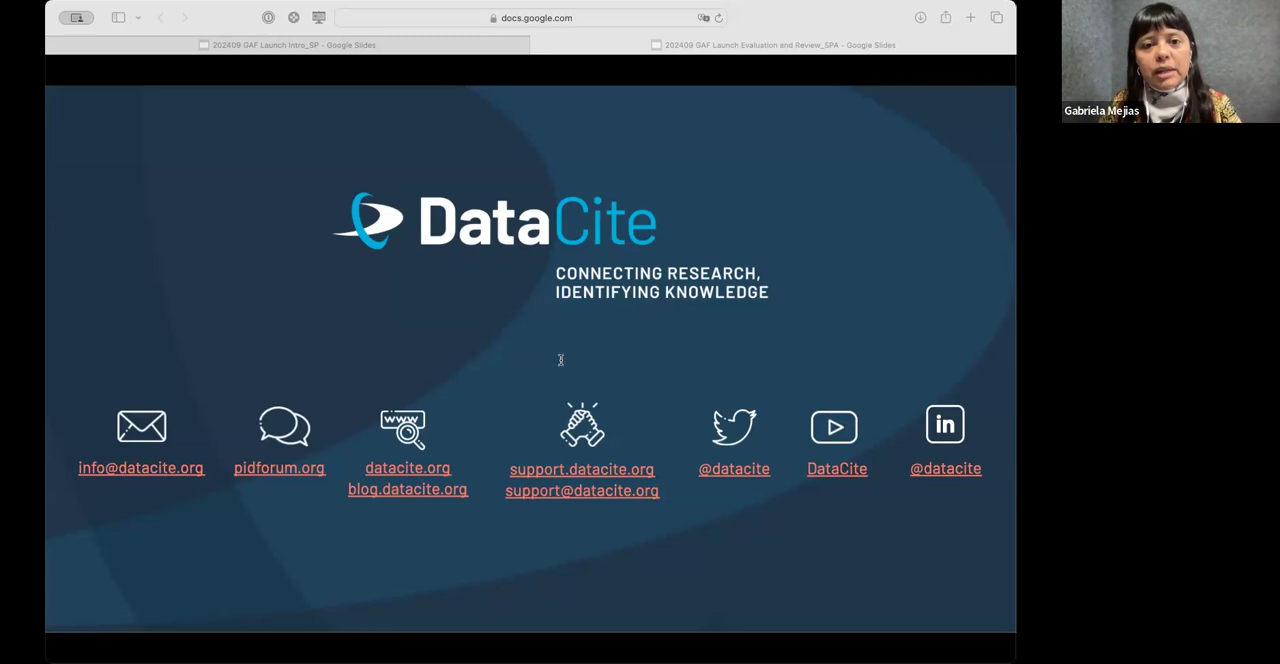 docs.google.com
202409 GAF Launch Intro_SP - Google Slides
202409 GAF Launch Evaluation and Review_SPA - Google Slides
Gabriela Mejias
DataCite
CONNECTING RESEARCH,
IDENTIFYING KNOWLEDGE
www
in
info@datacite.org
pidforum.org
datacite.org
blog.datacite.org
support.datacite.org
support@datacite.org
@datacite
DataCite
@datacite